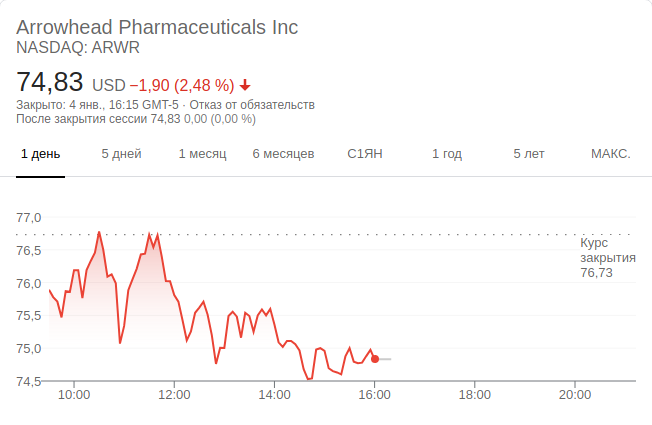 Arrowhead Pharmaceuticals Inc
NASDAQ: ARWR
74,83 USD −1,90 (2,48 %)
Закрыто: 4 янв., 16:15 GMT-5 · Отказ от обязательств
После закрытия сессии 74,83 0,00 (0,00 %)
1 день 5 дней 1 месяц 6 месяцев С1ЯН 1 год 5 лет МАКС.
77,0
76,5
76,0
75,5
75,0
74,5
Курс
закрытия
76,73
10:00 12:00 14:00 16:00 18:00 20:00